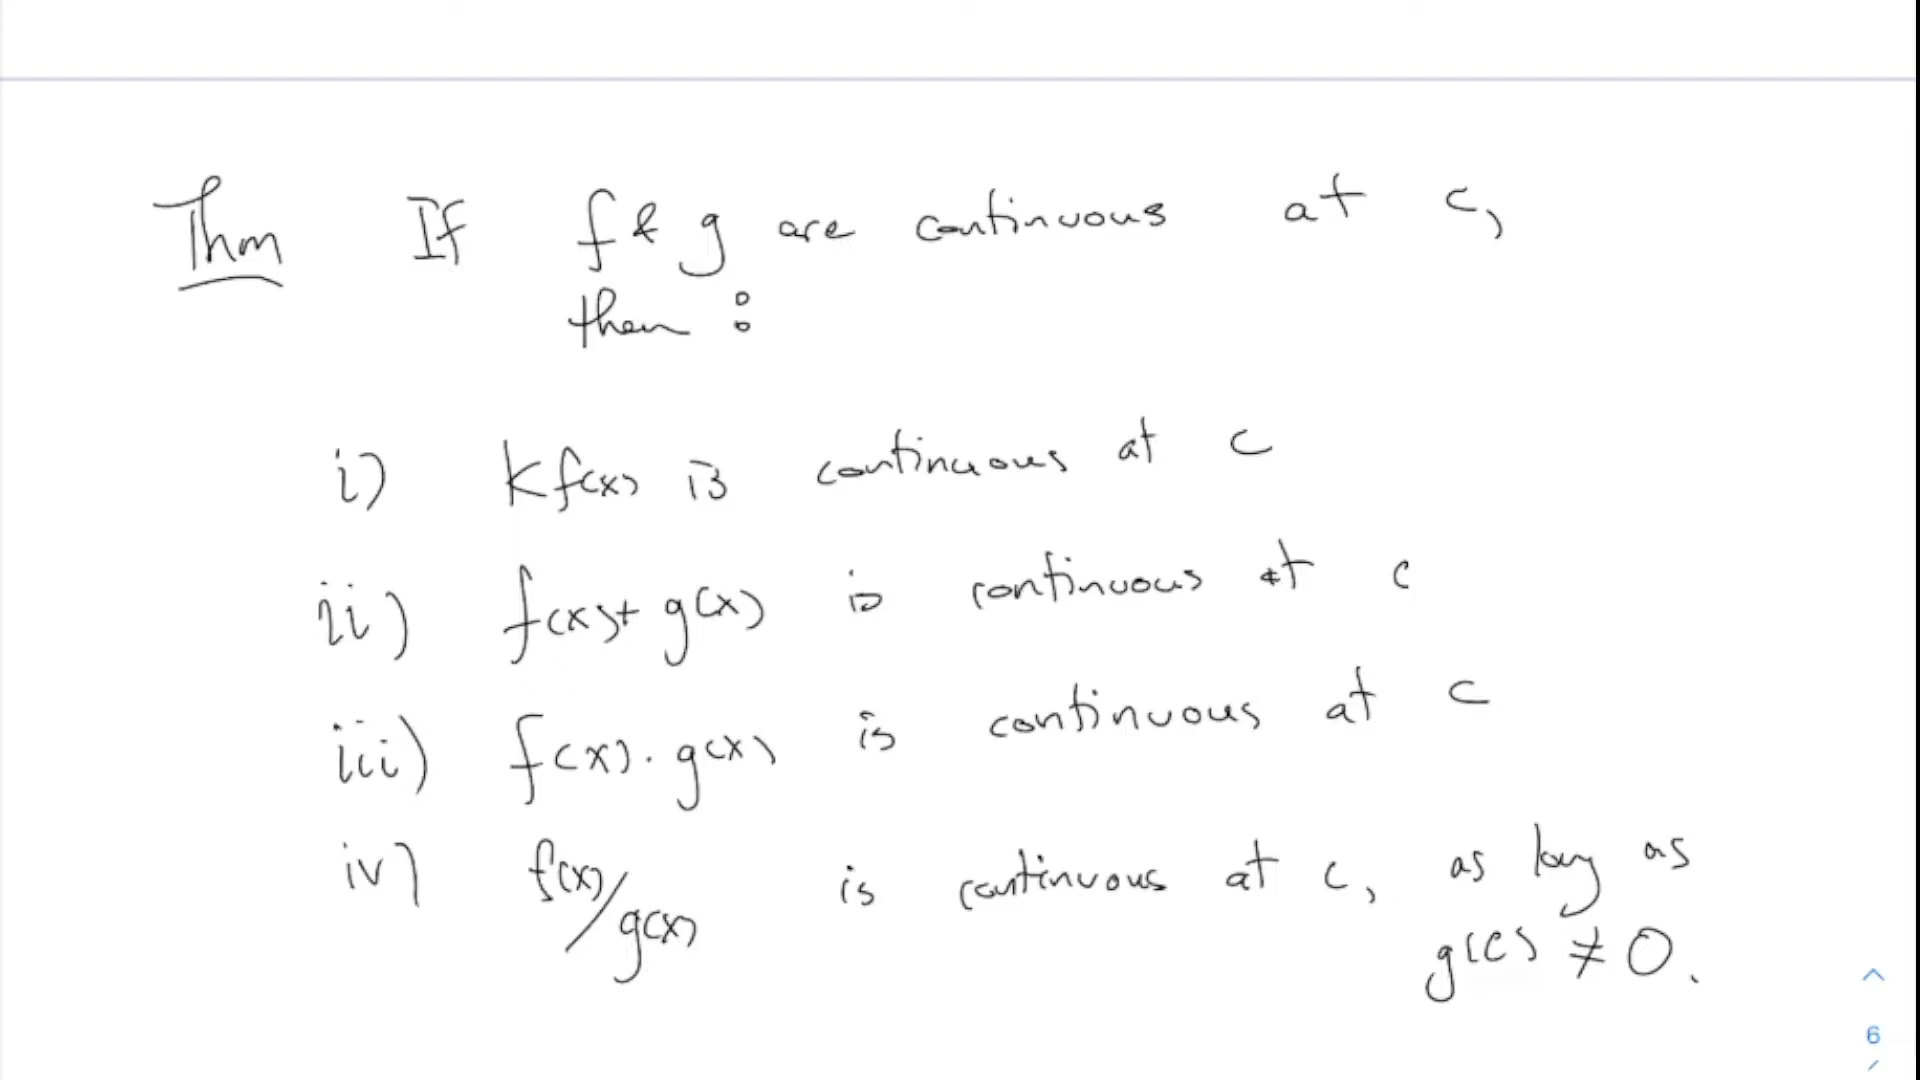 Thm If f & g are continuous at c,
then :
i) Kf(x) is continuous at c
ii) f(x)+ g(x) is continuous at c
iii) f(x) · g(x) is continuous at c
iv) f(x)/g(x) is continuous at c, as long as
g(c) ≠ 0.
6